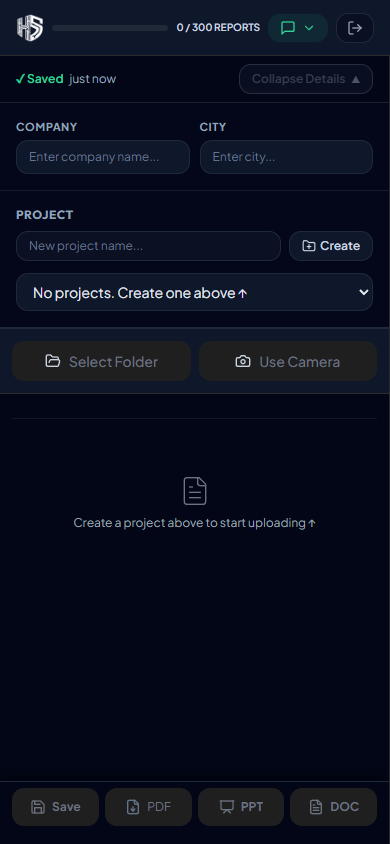 HS 0 / 300 REPORTS
✓ Saved just now Collapse Details ▲
COMPANY CITY
Enter company name... Enter city...
PROJECT
New project name... Create
No projects. Create one above ↑
Select Folder Use Camera
Create a project above to start uploading ↑
Save PDF PPT DOC